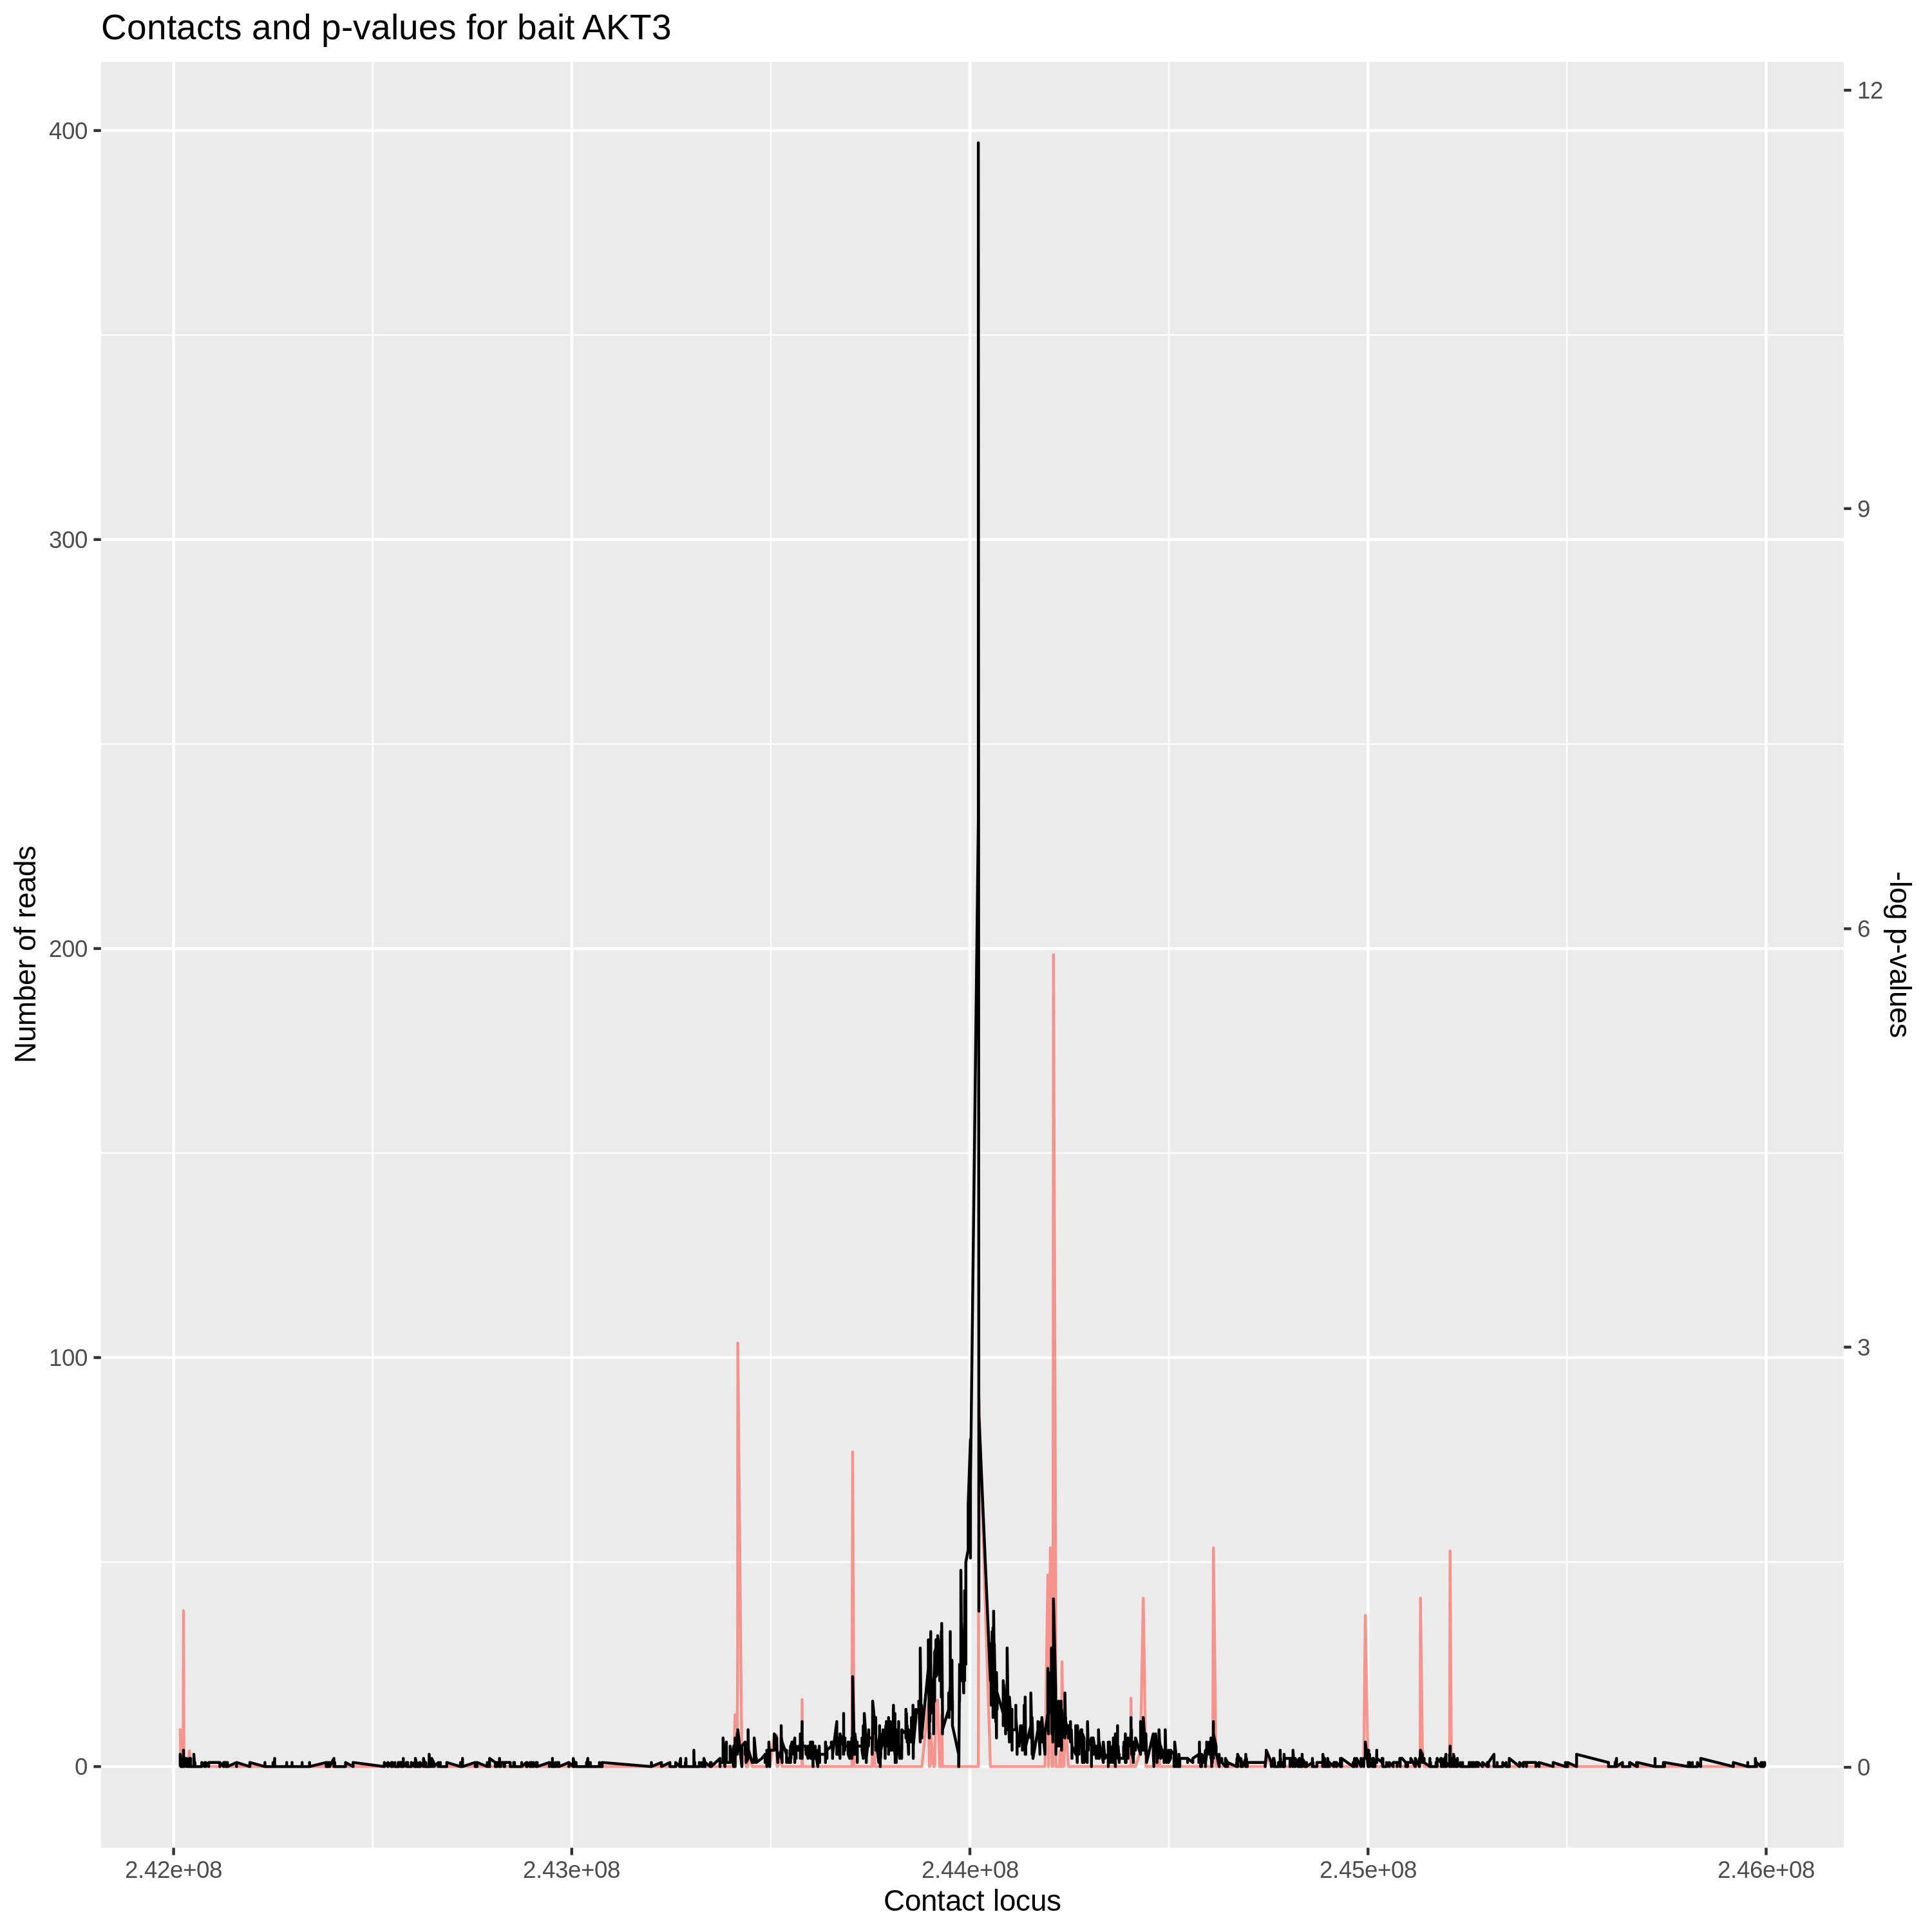 Contacts and p-values for bait AKT3
400
300
200
100
0
Number of reads
12
9
6
3
0
-log p-values
2.42e+08
2.43e+08
2.44e+08
2.45e+08
2.46e+08
Contact locus